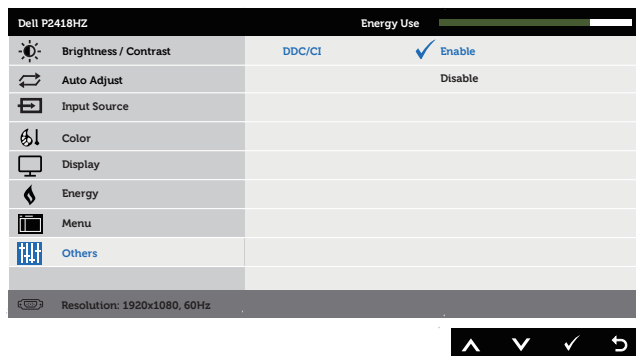 Dell P2418HZ Energy Use
Brightness / Contrast DDC/CI Enable
Auto Adjust Disable
Input Source
Color
Display
Energy
Menu
Others
Resolution: 1920x1080, 60Hz